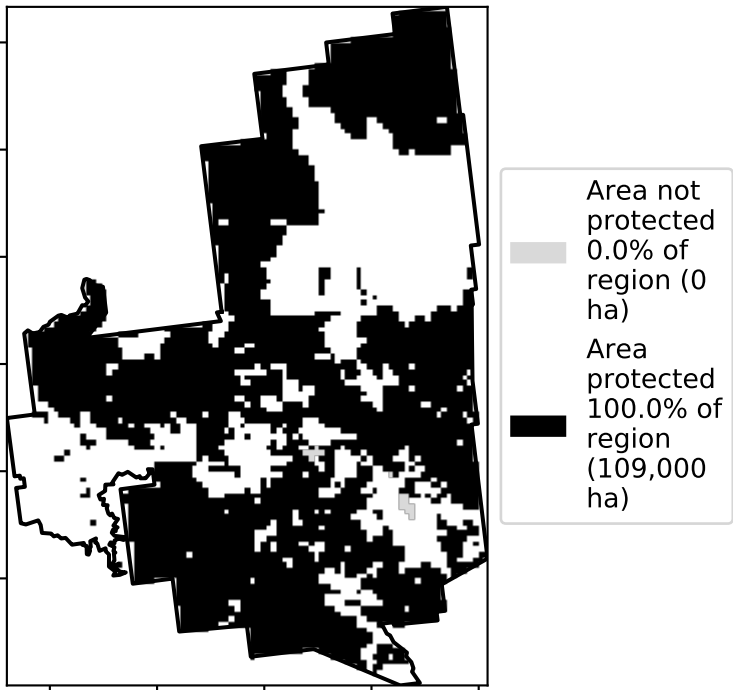 Area not
protected
0.0% of
region (0
ha)
Area
protected
100.0% of
region
(109,000
ha)